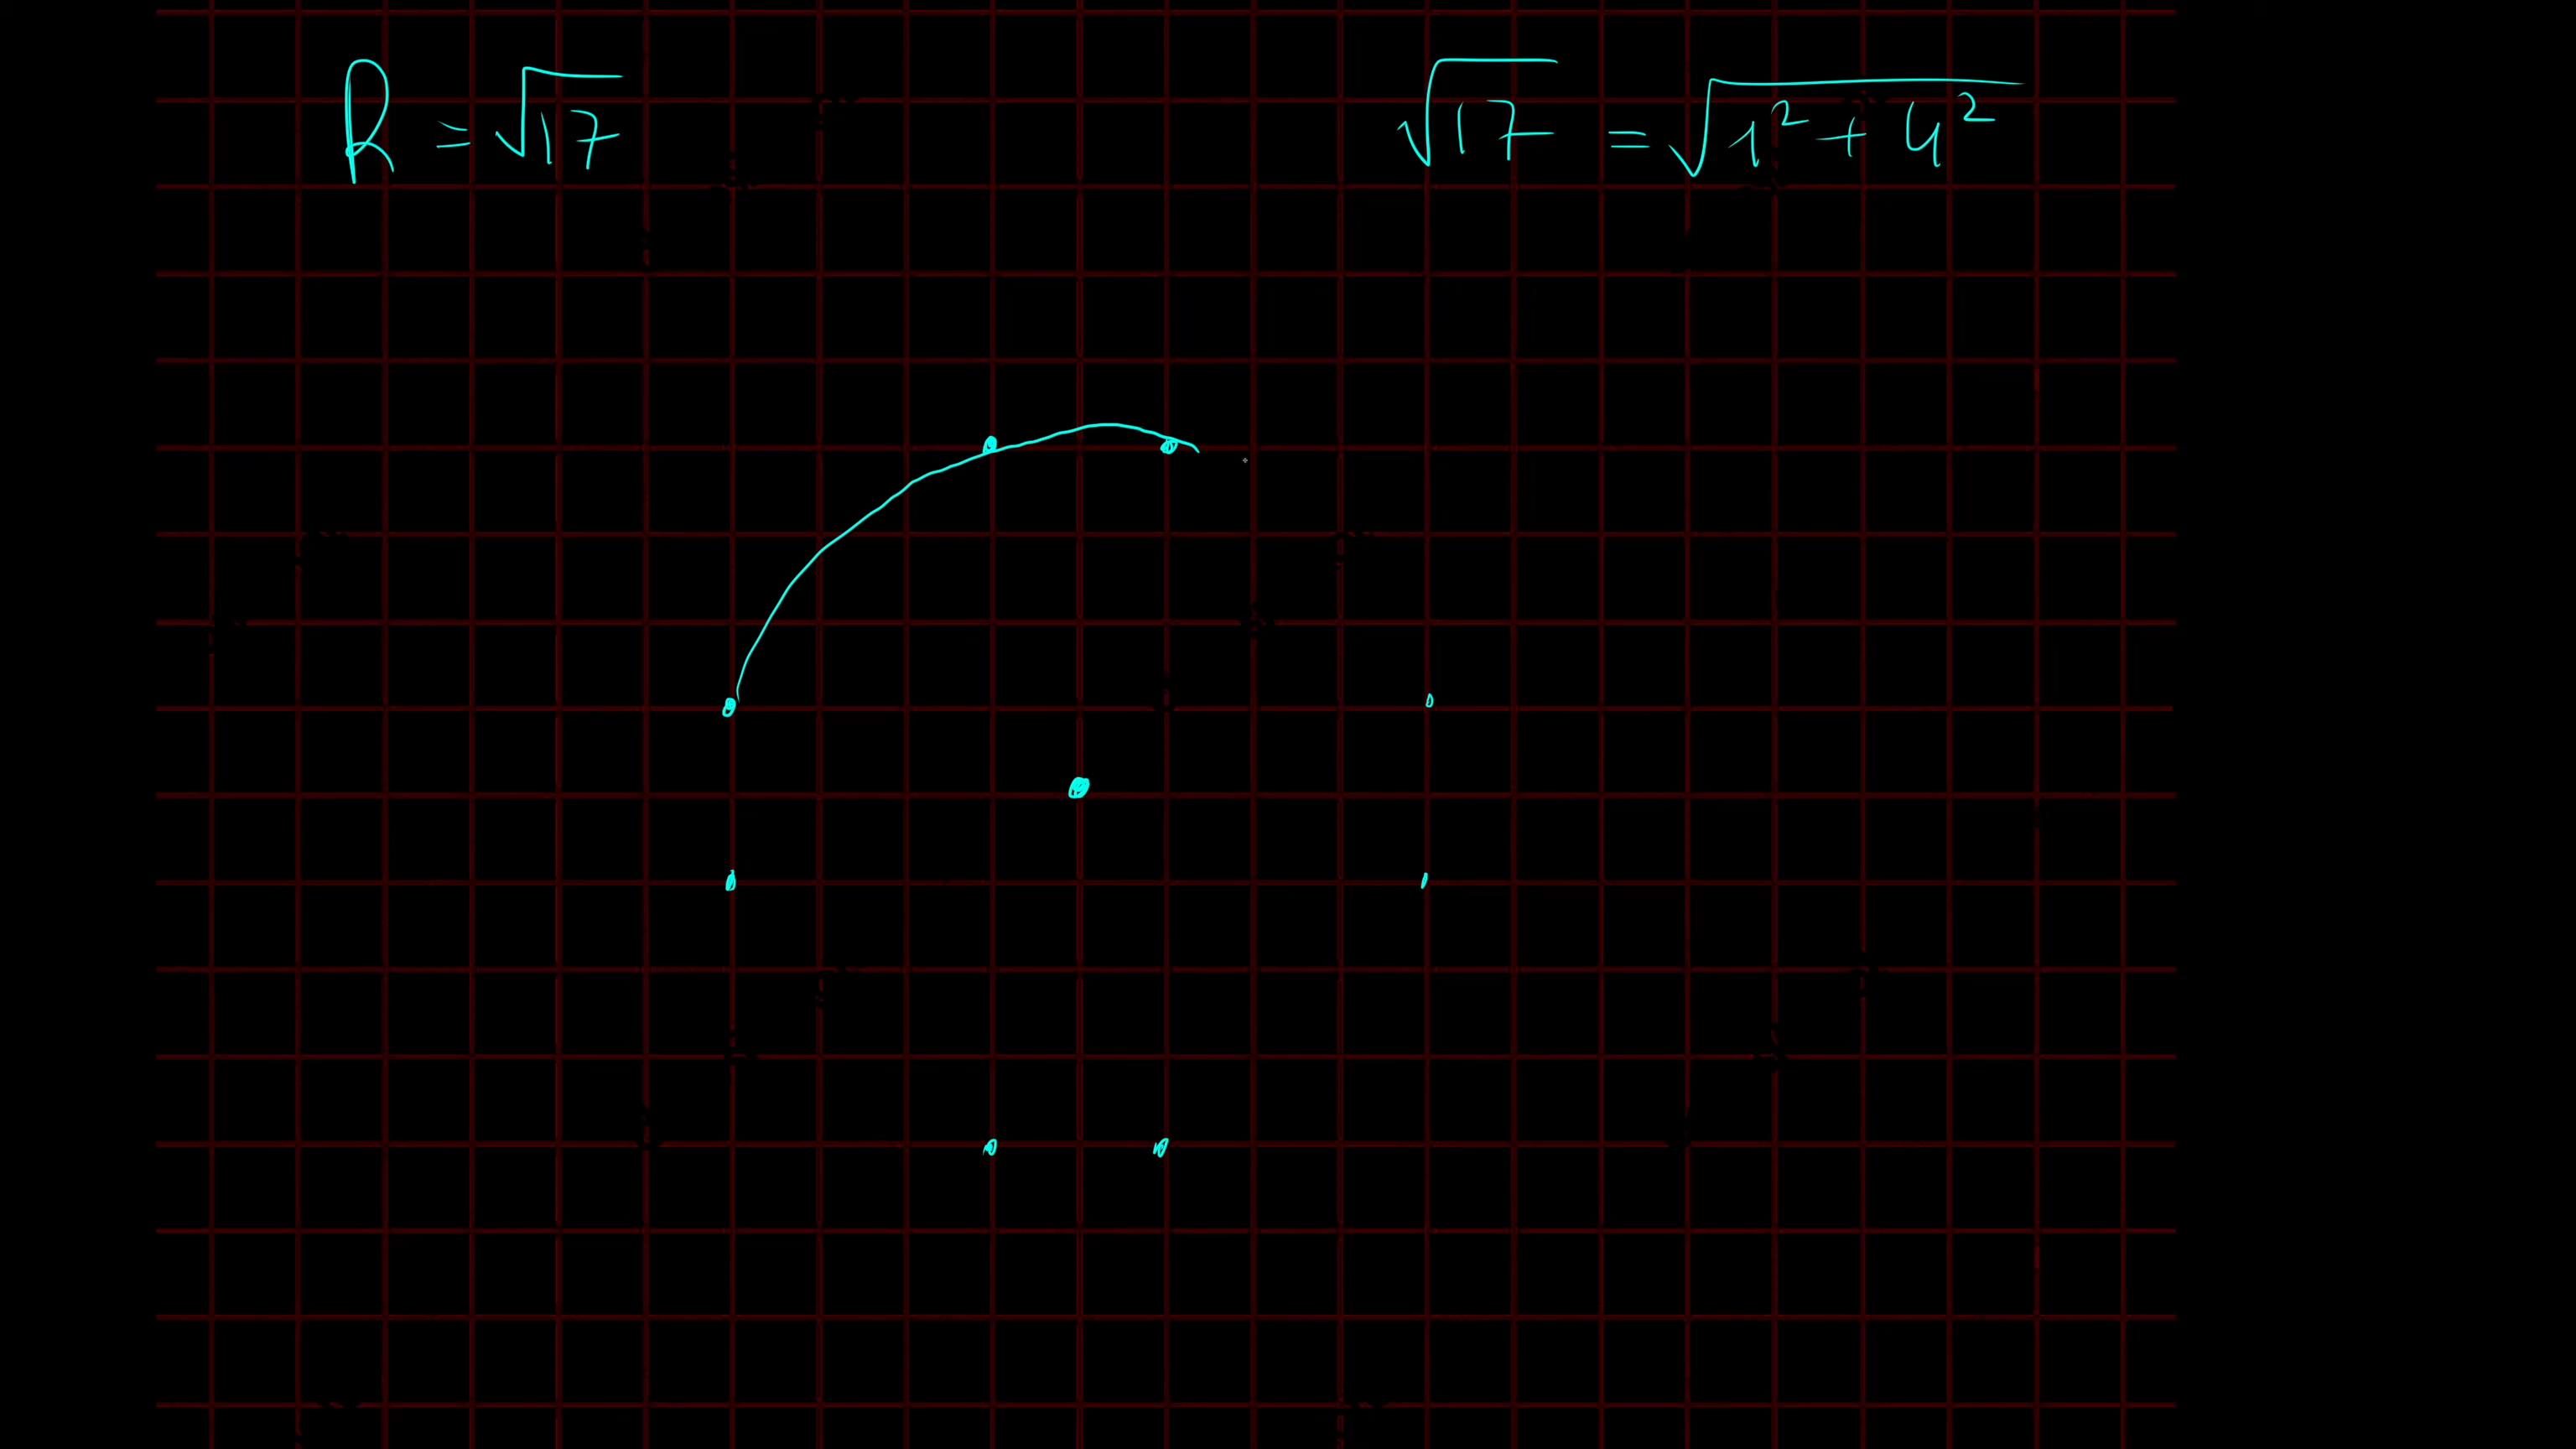 R = √17
√17 = √1² + 4²